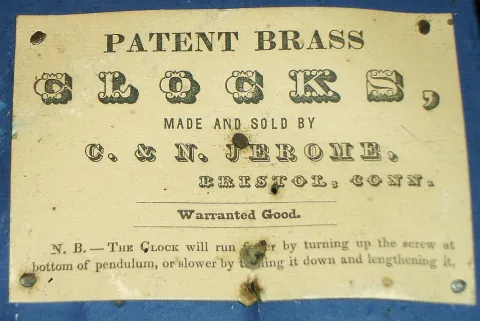 PATENT BRASS
CLOCKS,
MADE AND SOLD BY
C. & N. JEROME,
BRISTOL, CONN.
Warranted Good.
N. B. — THE CLOCK will run by turning up the screw at
bottom of pendulum, or slower by it down and lengthening it.